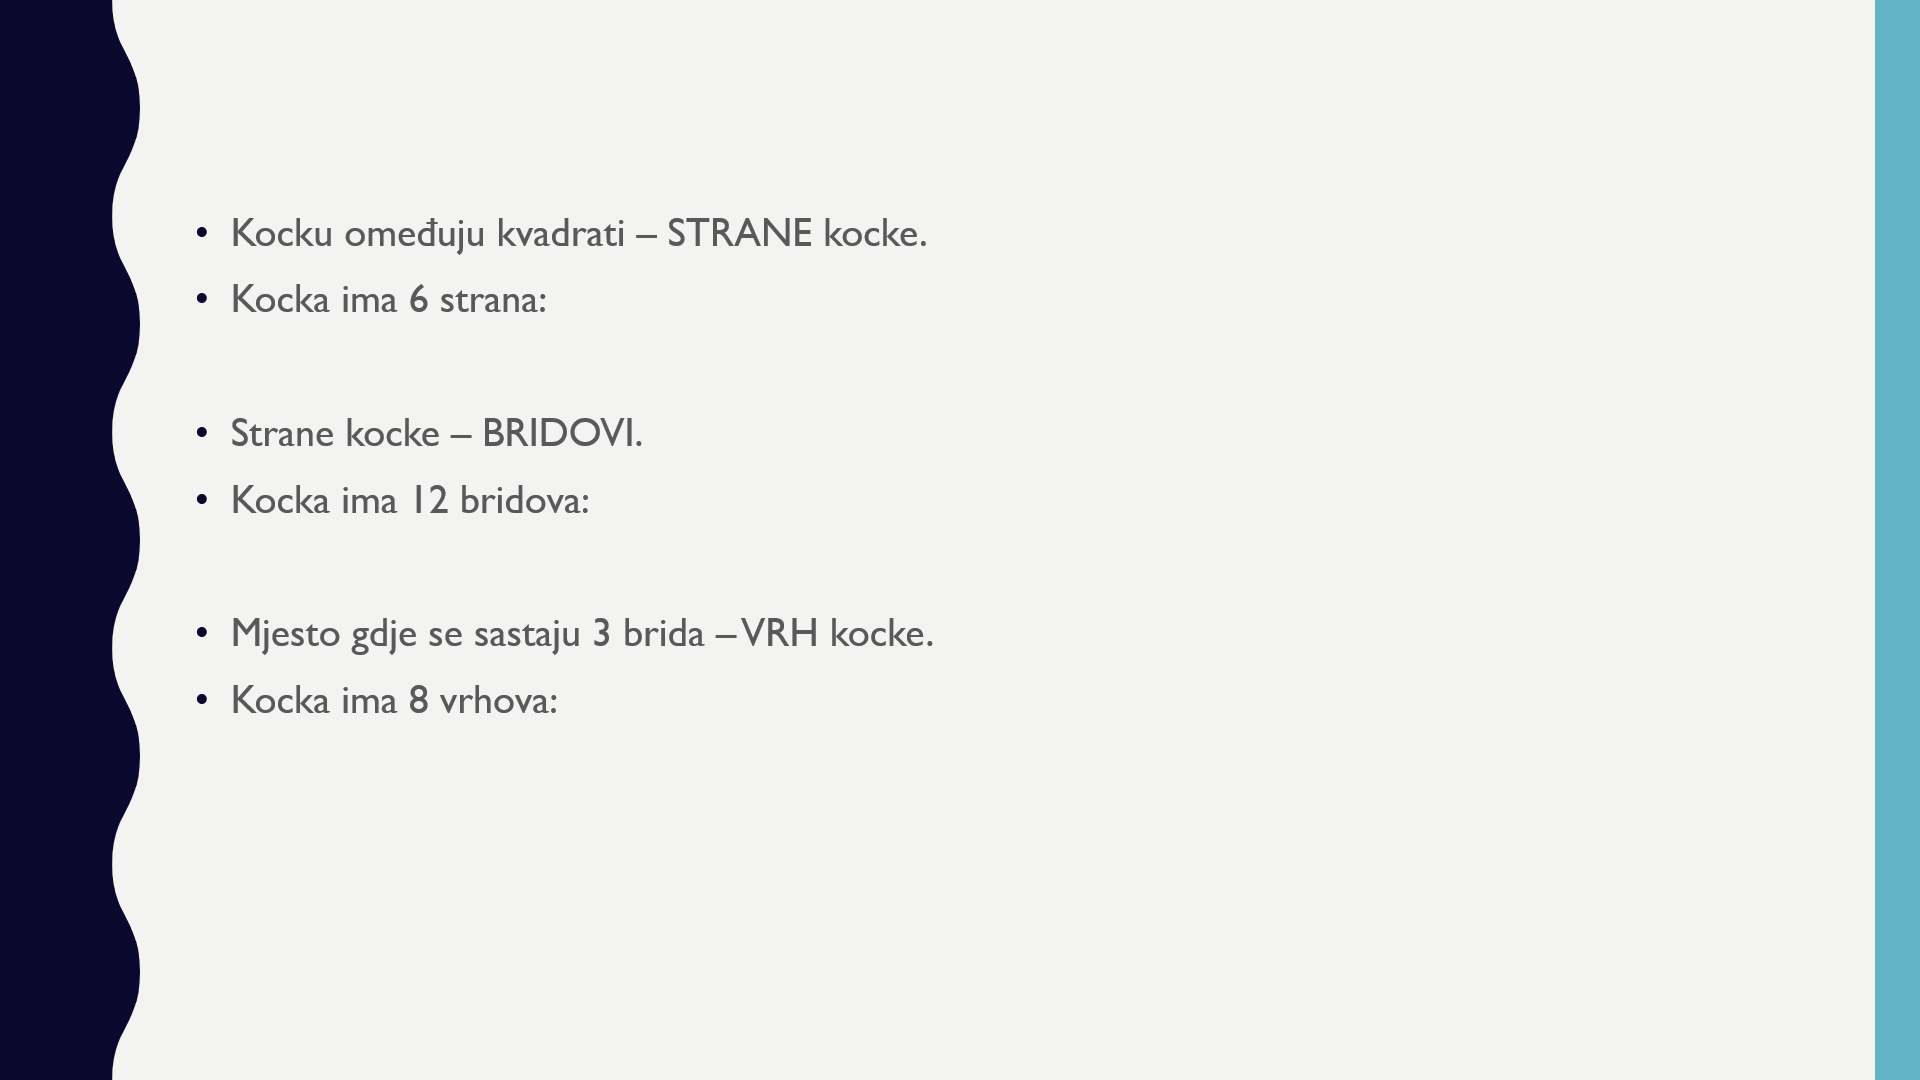 • Kocku omeđuju kvadrati – STRANE kocke.
• Kocka ima 6 strana:
• Strane kocke – BRIDOVI.
• Kocka ima 12 bridova:
• Mjesto gdje se sastaju 3 brida – VRH kocke.
• Kocka ima 8 vrhova: